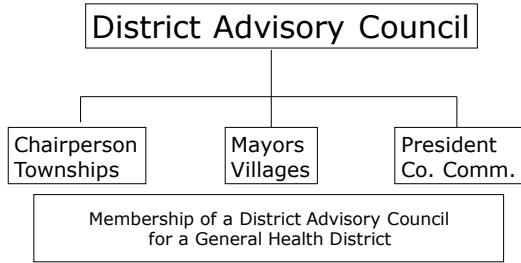 District Advisory Council
Chairperson
Townships
Mayors
Villages
President
Co. Comm.
Membership of a District Advisory Council
for a General Health District